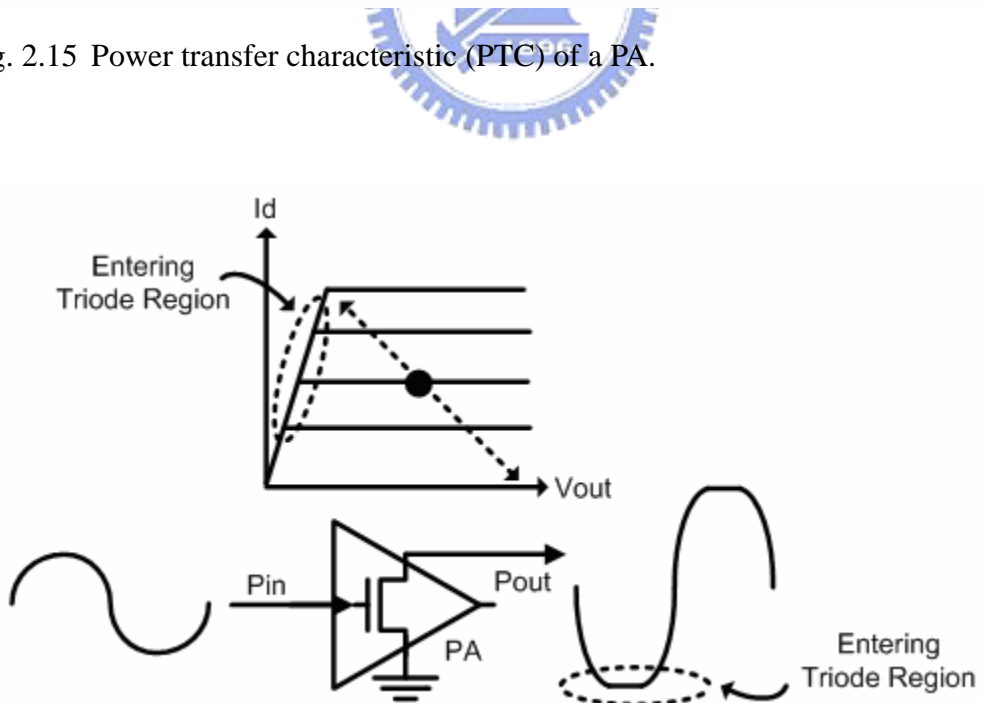 g. 2.15 Power transfer characteristic (PTC) of a PA.
1896
Id
Entering
Triode Region
Vout
Pin
Pout
PA
Entering
Triode Region